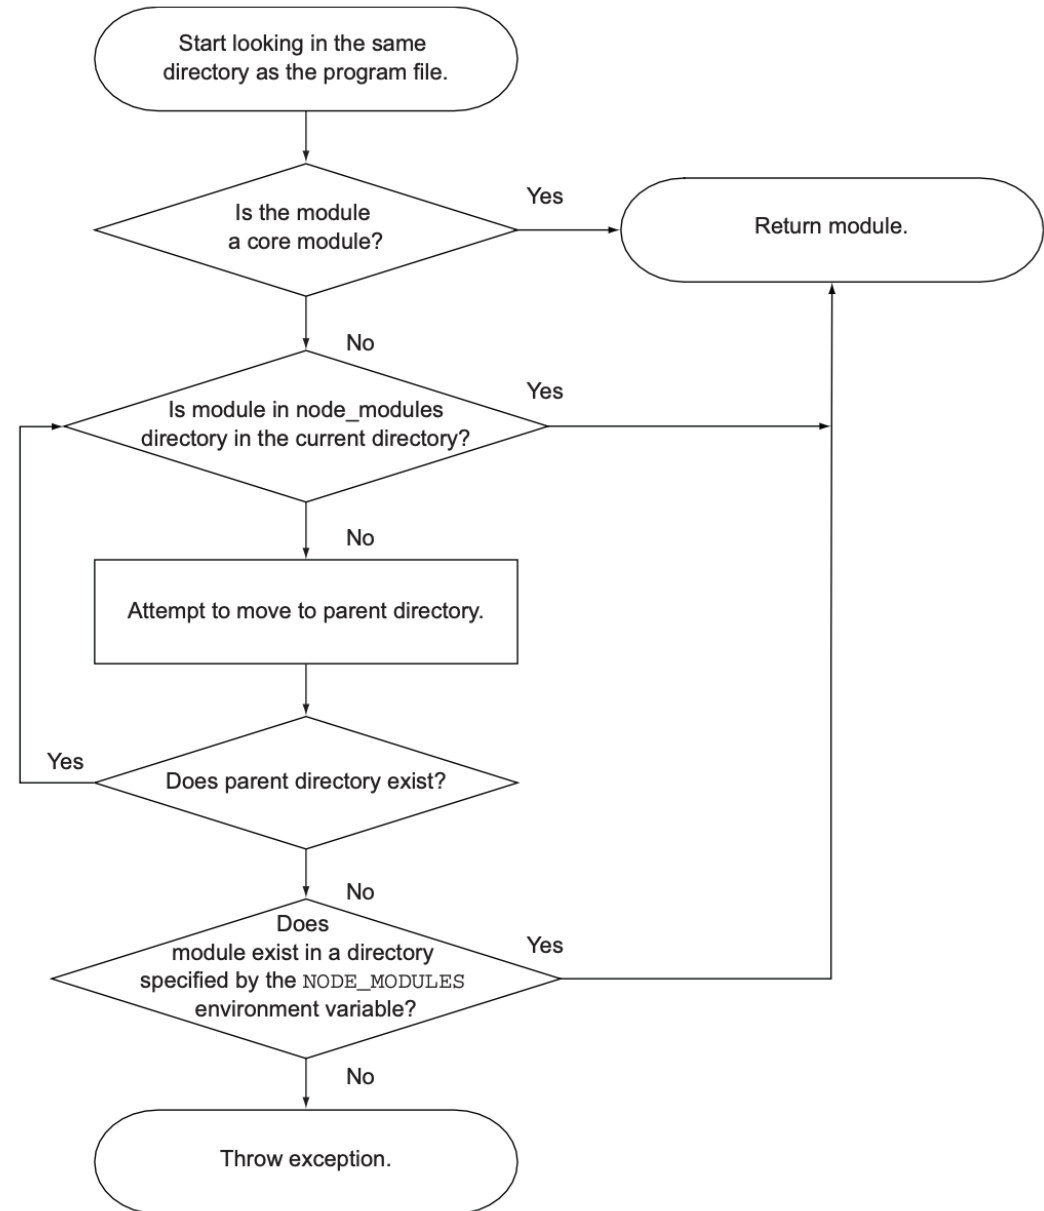 Start looking in the same
directory as the program file.
Is the module
a core module?
Yes
Return module.
No
Is module in node_modules
directory in the current directory?
Yes
No
Attempt to move to parent directory.
Does parent directory exist?
Yes
No
Does
module exist in a directory
specified by the NODE_MODULES
environment variable?
Yes
No
Throw exception.